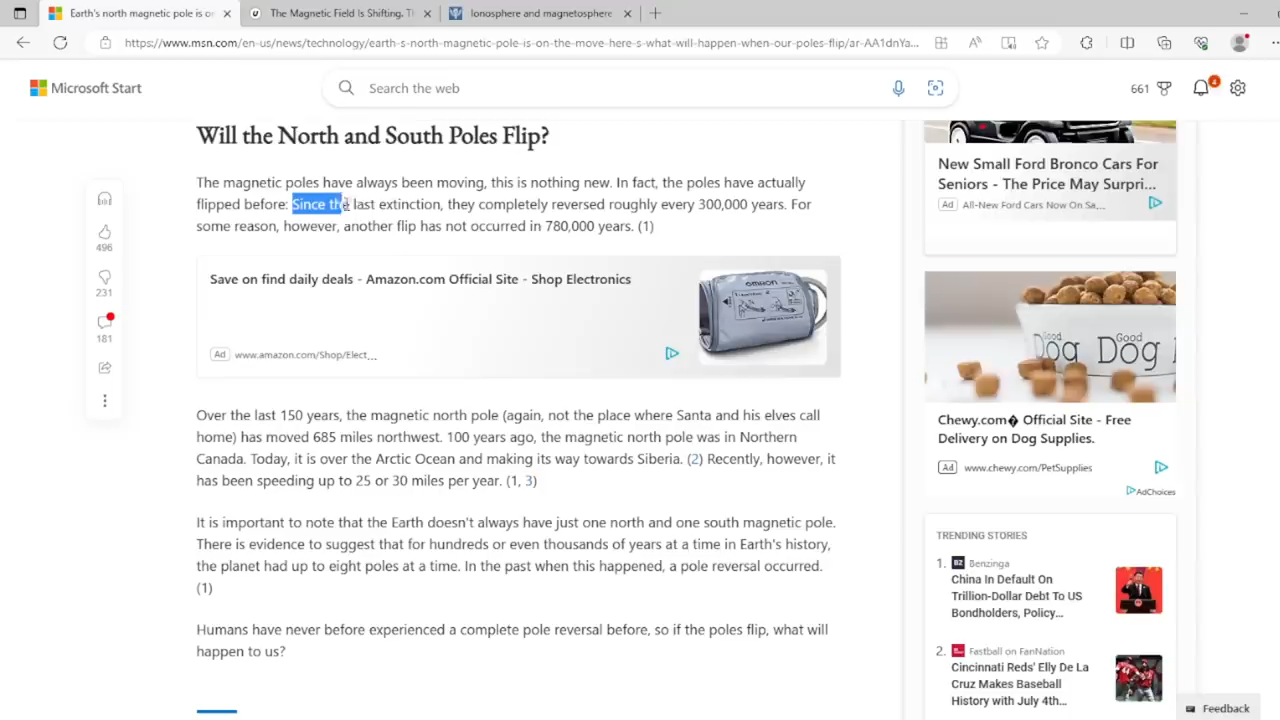 Earth's north magnetic pole is o
The Magnetic Field Is Shifting, T
Ionosphere and magnetosphere
https://www.msn.com/en-us/news/technology/earth-s-north-magnetic-pole-is-on-the-move-here-s-what-will-happen-when-our-poles-flip/ar-AA1dnYa...
Microsoft Start
Search the web
661
4
Will the North and South Poles Flip?
The magnetic poles have always been moving, this is nothing new. In fact, the poles have actually
flipped before: Since the last extinction, they completely reversed roughly every 300,000 years. For
some reason, however, another flip has not occurred in 780,000 years. (1)
496
231
181
Save on find daily deals - Amazon.com Official Site - Shop Electronics
OMRON
Ad www.amazon.com/Shop/Elect...
Over the last 150 years, the magnetic north pole (again, not the place where Santa and his elves call
home) has moved 685 miles northwest. 100 years ago, the magnetic north pole was in Northern
Canada. Today, it is over the Arctic Ocean and making its way towards Siberia. (2) Recently, however, it
has been speeding up to 25 or 30 miles per year. (1, 3)
It is important to note that the Earth doesn't always have just one north and one south magnetic pole.
There is evidence to suggest that for hundreds or even thousands of years at a time in Earth's history,
the planet had up to eight poles at a time. In the past when this happened, a pole reversal occurred.
(1)
Humans have never before experienced a complete pole reversal before, so if the poles flip, what will
happen to us?
New Small Ford Bronco Cars For
Seniors - The Price May Surpri...
Ad All-New Ford Cars Now On Sa...
Good Good
Dog Dog
Chewy.com� Official Site - Free
Delivery on Dog Supplies.
Ad www.chewy.com/PetSupplies
AdChoices
TRENDING STORIES
1. BZ Benzinga
China In Default On
Trillion-Dollar Debt To US
Bondholders, Policy...
2. Fastball on FanNation
Cincinnati Reds' Elly De La
Cruz Makes Baseball
History with July 4th...
Feedback